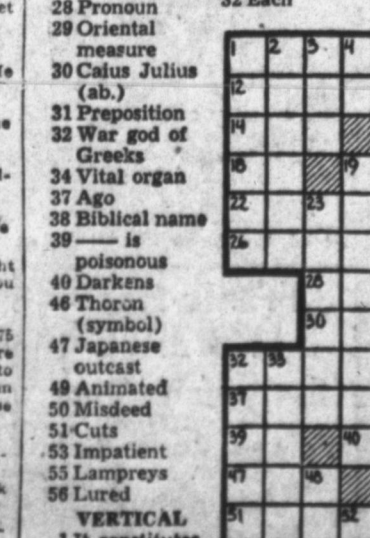 28 Pronoun
29 Oriental
measure
30 Caius Julius
(ab.)
31 Preposition
32 War god of
Greeks
34 Vital organ
37 Ago
38 Biblical name
39 —— is
poisonous
40 Darkens
46 Thoron
(symbol)
47 Japanese
outcast
49 Animated
50 Misdeed
51 Cuts
53 Impatient
55 Lampreys
56 Lured
VERTICAL
32 Each
1 2 3 4
12
14
18 19
22 23
26
28
30
32 33
37
39 40
47 48
51 52